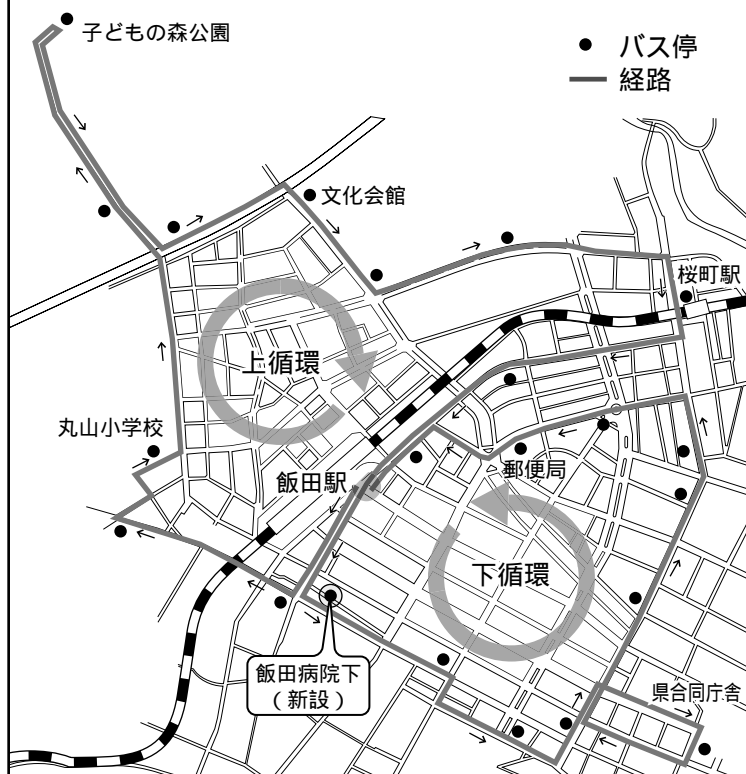 子どもの森公園
バス停
経路
文化会館
桜町駅
上循環
丸山小学校
飯田駅
郵便局
下循環
飯田病院下
(新設)
県合同庁舎